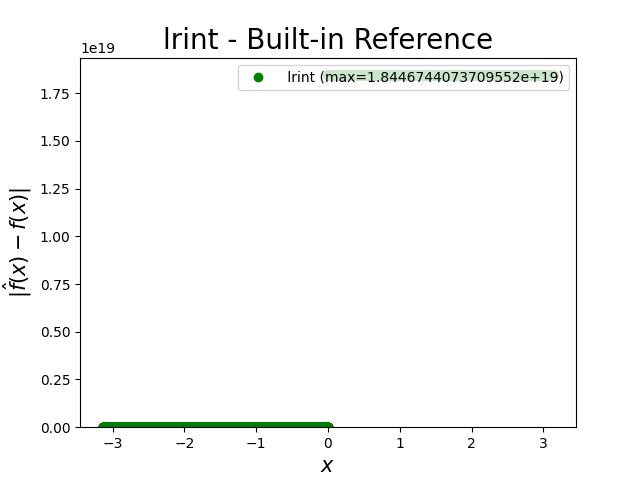 lrint - Built-in Reference
1e19
lrint (max=1.8446744073709552e+19)
1.75
1.50
1.25
1.00
0.75
0.50
0.25
0.00
|f̂(x) − f(x)|
−3 −2 −1 0 1 2 3
x